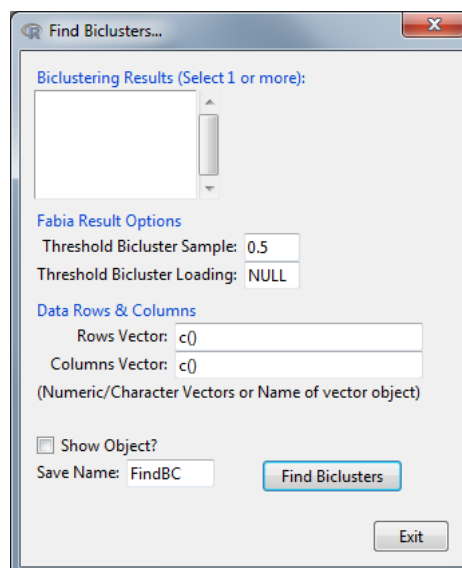 Find Biclusters...
Biclustering Results (Select 1 or more):
Fabia Result Options
Threshold Bicluster Sample: 0.5
Threshold Bicluster Loading: NULL
Data Rows & Columns
Rows Vector: c()
Columns Vector: c()
(Numeric/Character Vectors or Name of vector object)
Show Object?
Save Name: FindBC Find Biclusters
Exit